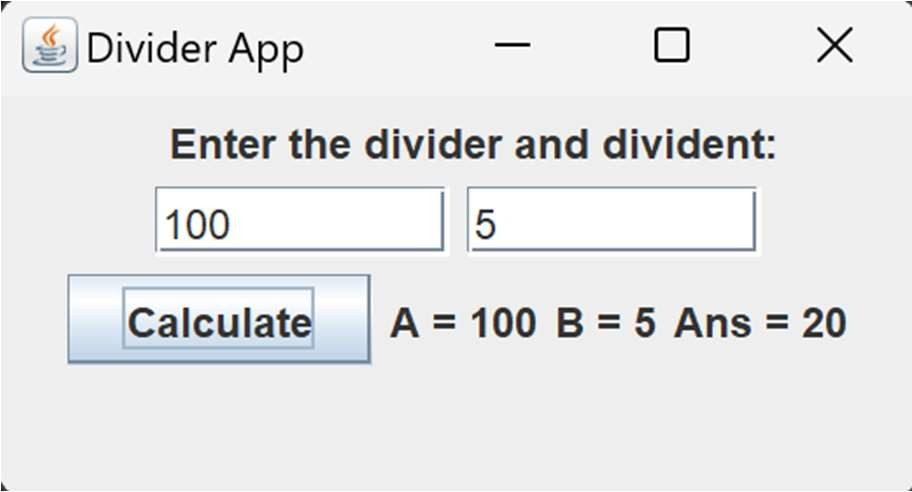 Divider App
Enter the divider and divident:
100 5
Calculate A = 100 B = 5 Ans = 20